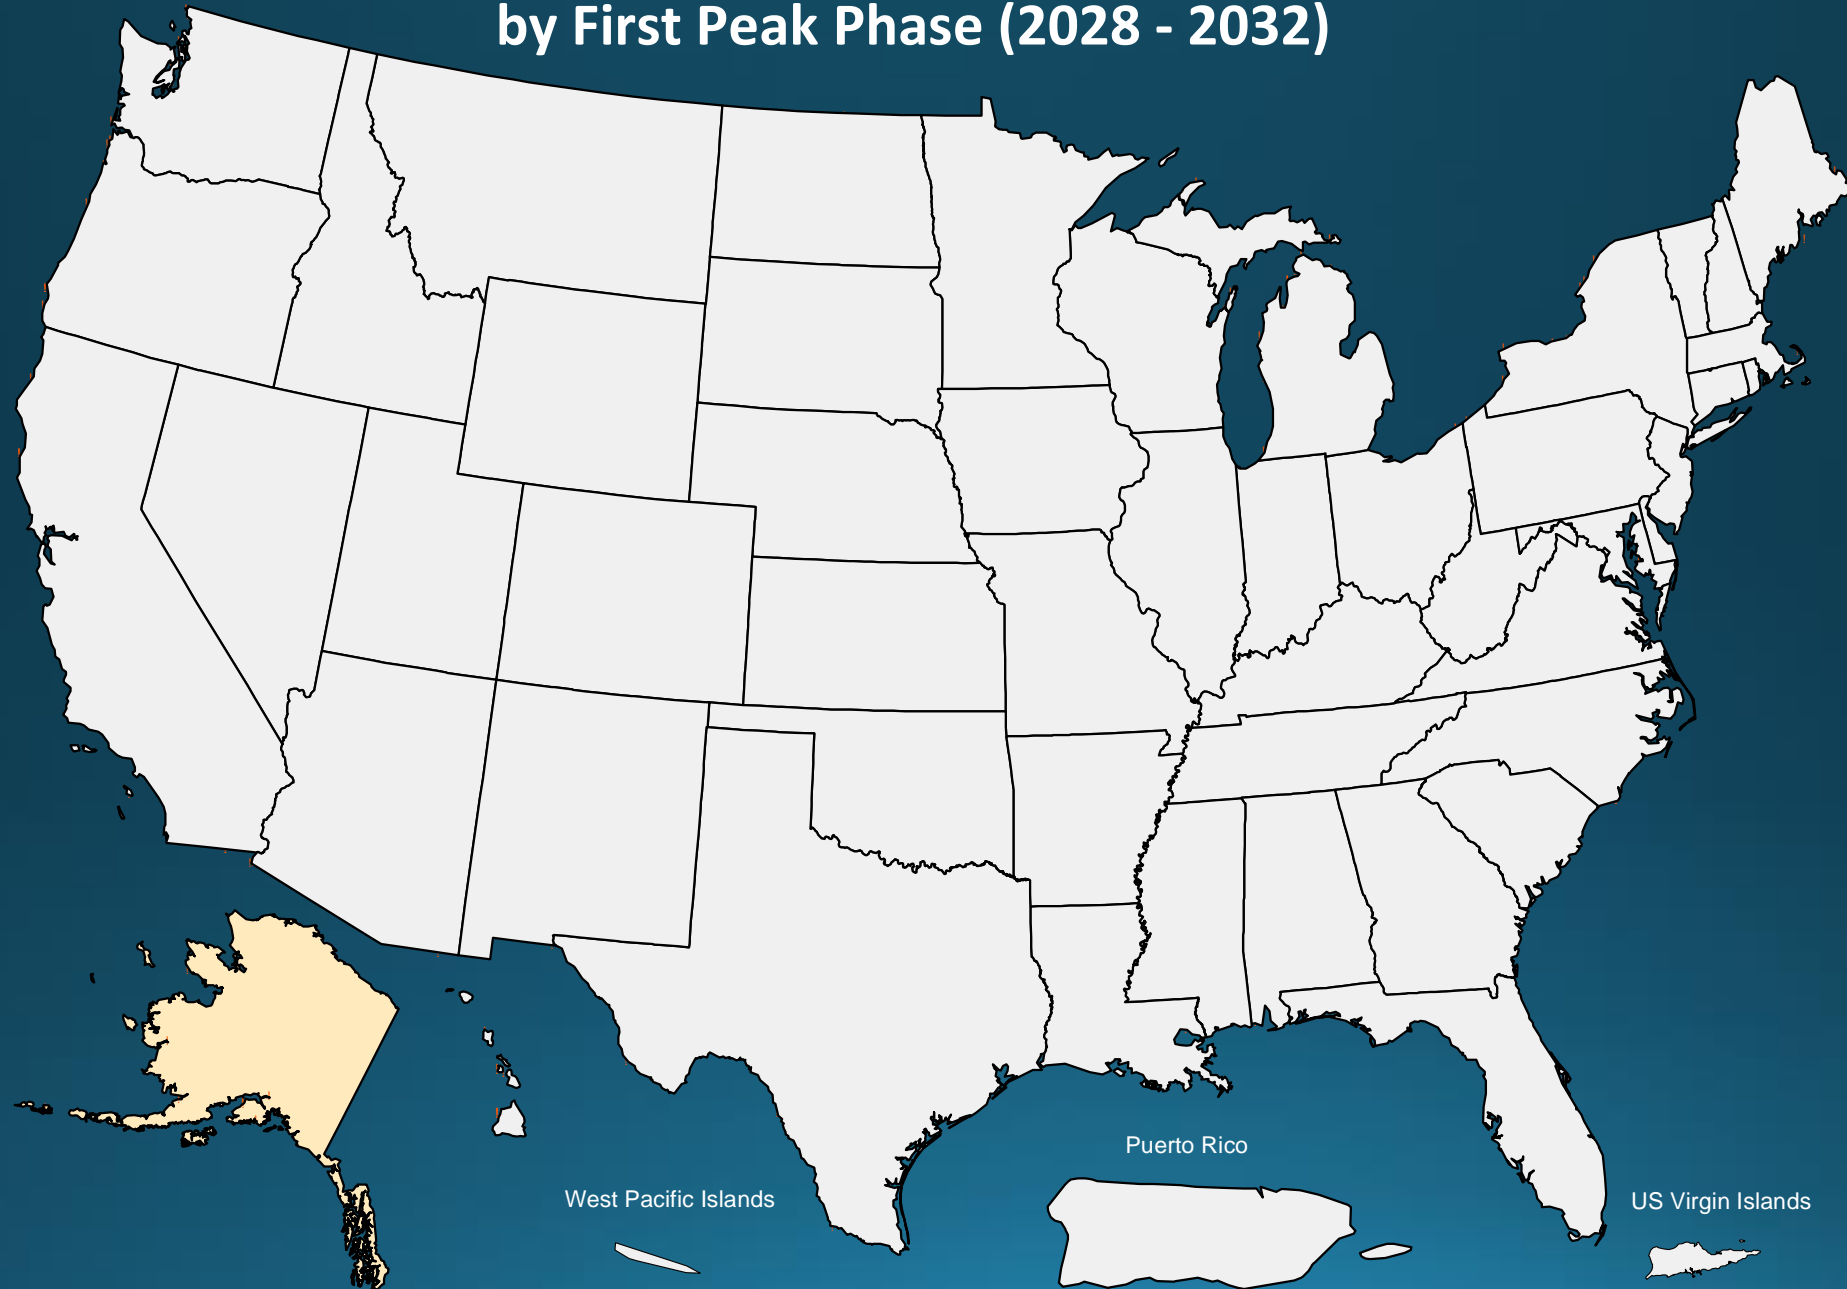 by First Peak Phase (2028 - 2032)
Puerto Rico
West Pacific Islands
US Virgin Islands